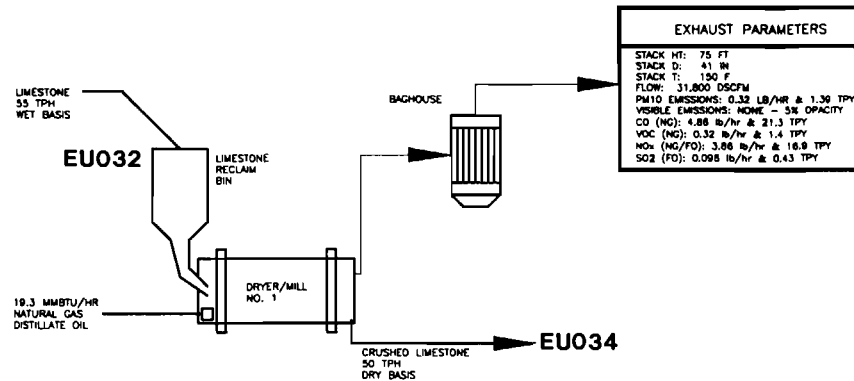 EXHAUST PARAMETERS
STACK HT: 75 FT
STACK D: 41 IN
STACK T: 150 F
FLOW: 31,800 DSCFM
PM10 EMISSIONS: 0.32 LB/HR & 1.39 TPY
VISIBLE EMISSIONS: NONE - 5% OPACITY
CO (NG): 4.86 lb/hr & 21.3 TPY
VOC (NG): 0.32 lb/hr & 1.4 TPY
NOx (NG/FO): 3.86 lb/hr & 16.9 TPY
SO2 (FO): 0.098 lb/hr & 0.43 TPY
BAGHOUSE
LIMESTONE
55 TPH
WET BASIS
EU032
LIMESTONE
RECLAIM
BIN
DRYER/MILL
NO. 1
19.3 MMBTU/HR
NATURAL GAS
DISTILLATE OIL
CRUSHED LIMESTONE
50 TPH
DRY BASIS
EU034